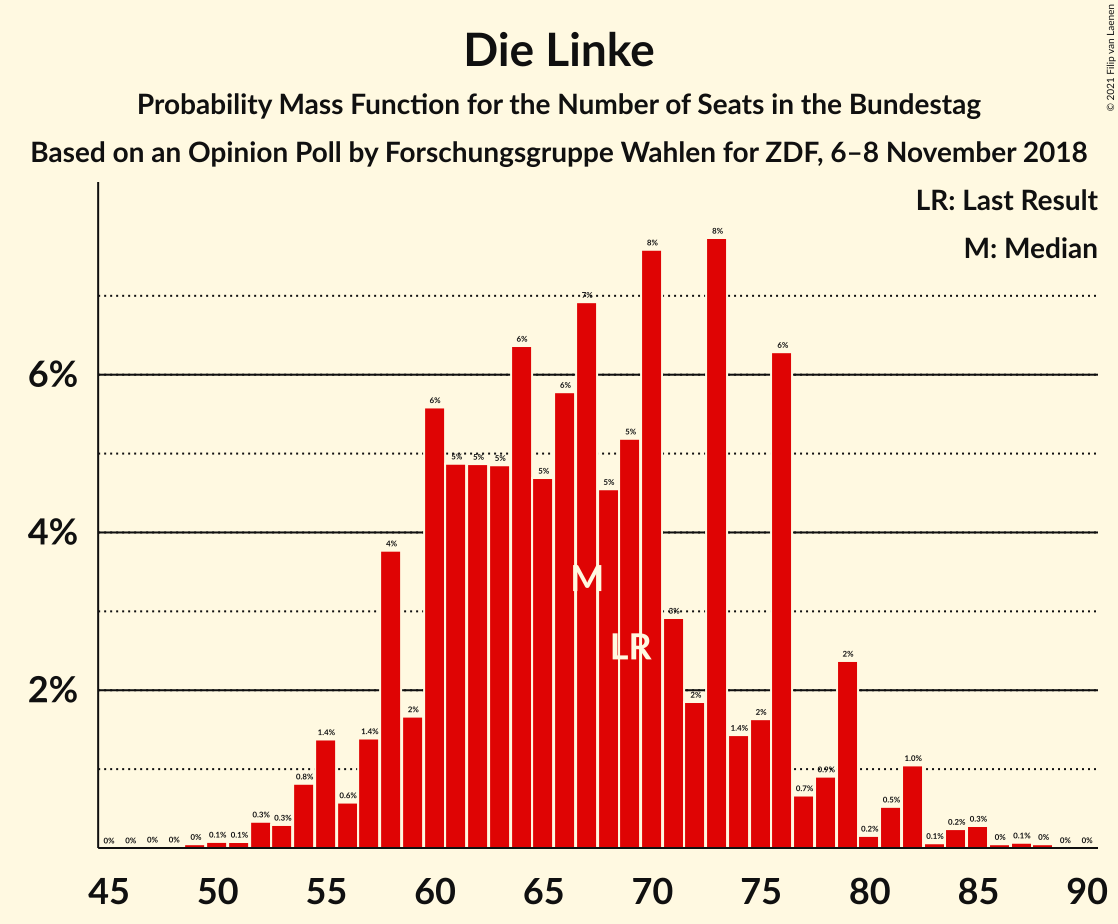 Die Linke
Probability Mass Function for the Number of Seats in the Bundestag
Based on an Opinion Poll by Forschungsgruppe Wahlen for ZDF, 6–8 November 2018
© 2021 Filip van Laenen
LR: Last Result
M: Median
6%
4%
2%
0% 0% 0% 0% 0% 0.1% 0.1% 0.3% 0.3% 0.8% 1.4% 0.6% 1.4% 4% 2% 6% 5% 5% 5% 6% 5% 6% 7% 5% 5% 8% 3% 2% 8% 1.4% 2% 6% 0.7% 0.9% 2% 0.2% 0.5% 1.0% 0.1% 0.2% 0.3% 0% 0.1% 0% 0% 0%
M
LR
45 50 55 60 65 70 75 80 85 90